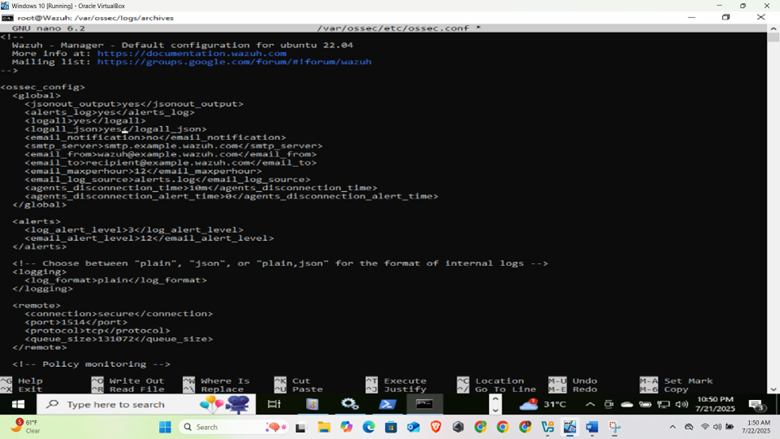 Windows 10 [Running] - Oracle VirtualBox
root@Wazuh: /var/ossec/logs/archives
GNU nano 6.2 /var/ossec/etc/ossec.conf *
<!--
Wazuh - Manager - Default configuration for ubuntu 22.04
More info at: https://documentation.wazuh.com
Mailing list: https://groups.google.com/forum/#!forum/wazuh
-->
<ossec_config>
<global>
<jsonout_output>yes</jsonout_output>
<alerts_log>yes</alerts_log>
<logall>yes</logall>
<logall_json>yes</logall_json>
<email_notification>no</email_notification>
<smtp_server>smtp.example.wazuh.com</smtp_server>
<email_from>wazuh@example.wazuh.com</email_from>
<email_to>recipient@example.wazuh.com</email_to>
<email_maxperhour>12</email_maxperhour>
<email_log_source>alerts.log</email_log_source>
<agents_disconnection_time>10m</agents_disconnection_time>
<agents_disconnection_alert_time>0</agents_disconnection_alert_time>
</global>
<alerts>
<log_alert_level>3</log_alert_level>
<email_alert_level>12</email_alert_level>
</alerts>
<!-- Choose between "plain", "json", or "plain,json" for the format of internal logs -->
<logging>
<log_format>plain</log_format>
</logging>
<remote>
<connection>secure</connection>
<port>1514</port>
<protocol>tcp</protocol>
<queue_size>131072</queue_size>
</remote>
<!-- Policy monitoring -->
^G Help ^O Write Out ^W Where Is ^K Cut ^T Execute ^C Location M-U Undo M-A Set Mark
^X Exit ^R Read File ^\ Replace ^U Paste ^J Justify ^/ Go To Line M-E Redo M-6 Copy
Type here to search 31°C 10:50 PM
7/21/2025
61°F
Clear
Search
1:50 AM
7/22/2025